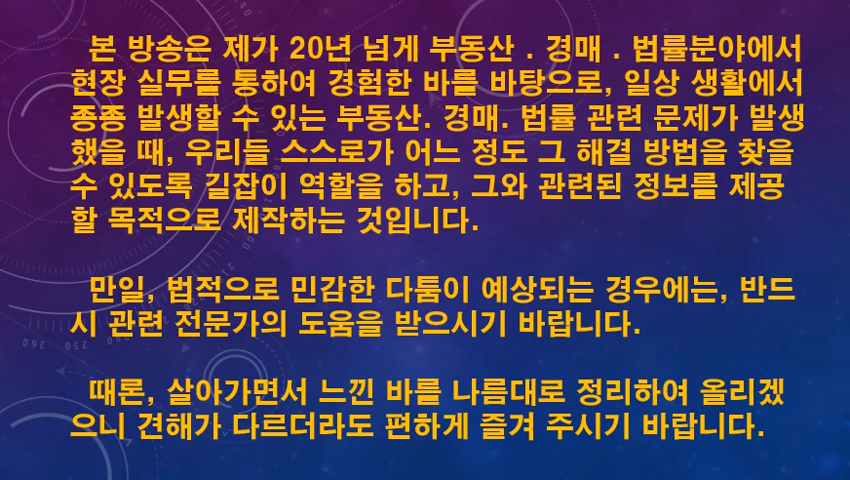 본 방송은 제가 20년 넘게 부동산 . 경매 . 법률분야에서
현장 실무를 통하여 경험한 바를 바탕으로, 일상 생활에서
종종 발생할 수 있는 부동산. 경매. 법률 관련 문제가 발생
했을 때, 우리들 스스로가 어느 정도 그 해결 방법을 찾을
수 있도록 길잡이 역할을 하고, 그와 관련된 정보를 제공
할 목적으로 제작하는 것입니다.
만일, 법적으로 민감한 다툼이 예상되는 경우에는, 반드
시 관련 전문가의 도움을 받으시기 바랍니다.
때론, 살아가면서 느낀 바를 나름대로 정리하여 올리겠
으니 견해가 다르더라도 편하게 즐겨 주시기 바랍니다.
260 250 240